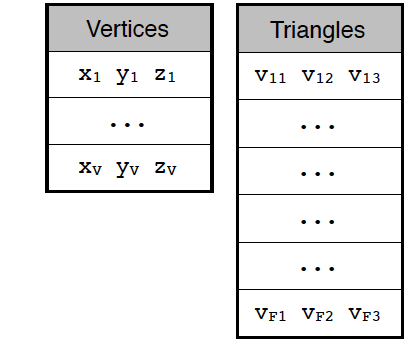 Vertices
x1 y1 z1
...
xV yV zV
Triangles
v11 v12 v13
...
...
...
...
vF1 vF2 vF3